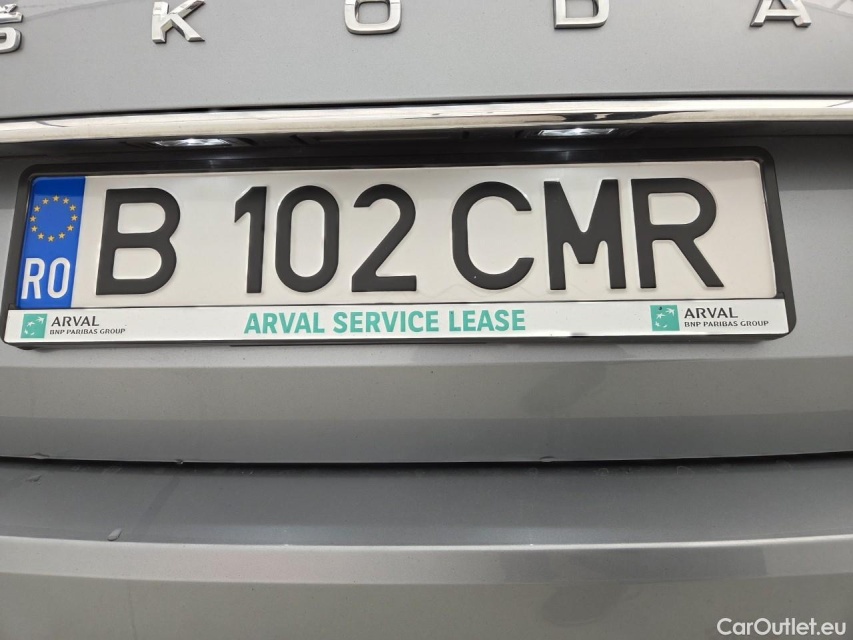 ŠKODA
RO B 102 CMR
ARVAL
BNP PARIBAS GROUP
ARVAL SERVICE LEASE
ARVAL
BNP PARIBAS GROUP
CarOutlet.eu